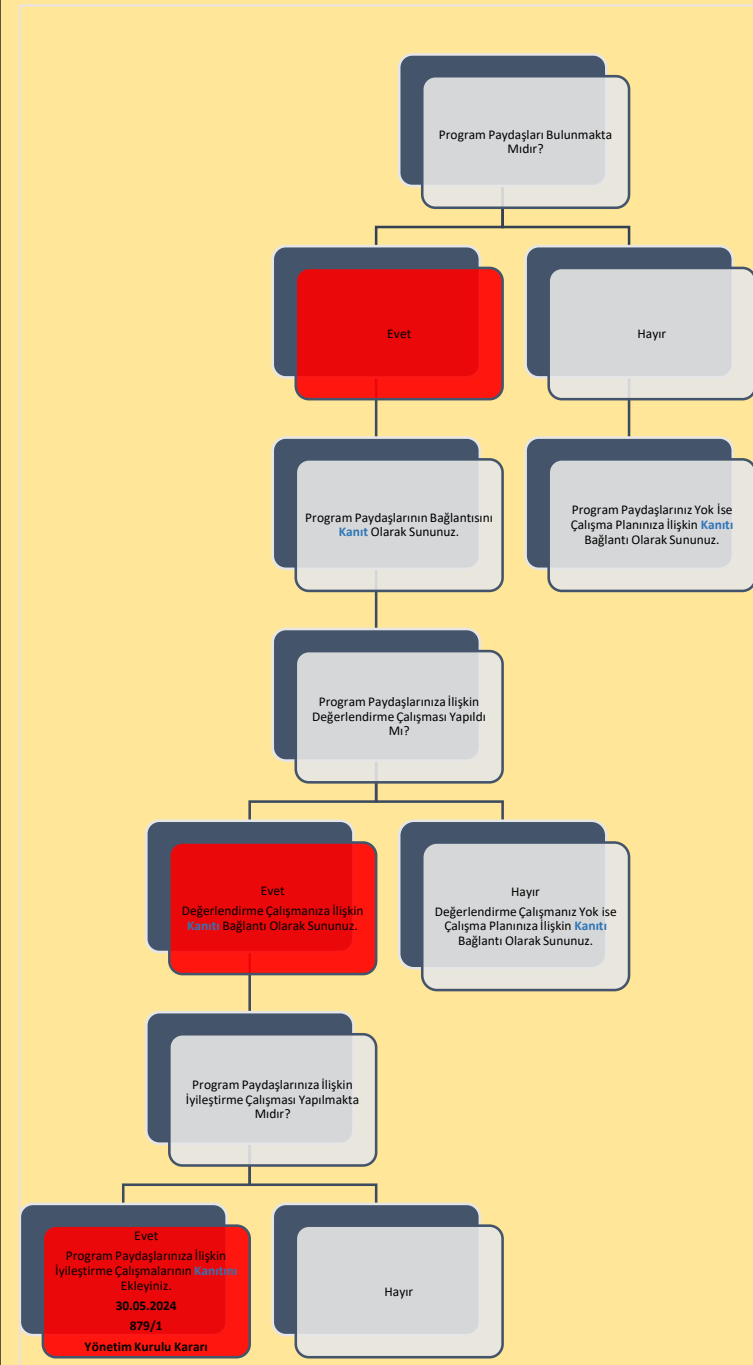 Program Paydaşları Bulunmakta
Mıdır?
Evet
Hayır
Program Paydaşlarının Bağlantısını
Kanıt Olarak Sununuz.
Program Paydaşlarınız Yok İse
Çalışma Planınıza İlişkin Kanıtı
Bağlantı Olarak Sununuz.
Program Paydaşlarınıza İlişkin
Değerlendirme Çalışması Yapıldı
Mı?
Evet
Değerlendirme Çalışmanıza İlişkin
Kanıtı Bağlantı Olarak Sununuz.
Hayır
Değerlendirme Çalışmanız Yok ise
Çalışma Planınıza İlişkin Kanıtı
Bağlantı Olarak Sununuz.
Program Paydaşlarınıza İlişkin
İyileştirme Çalışması Yapılmakta
Mıdır?
Evet
Program Paydaşlarınıza İlişkin
İyileştirme Çalışmalarının Kanıtını
Ekleyiniz.
30.05.2024
879/1
Yönetim Kurulu Kararı
Hayır